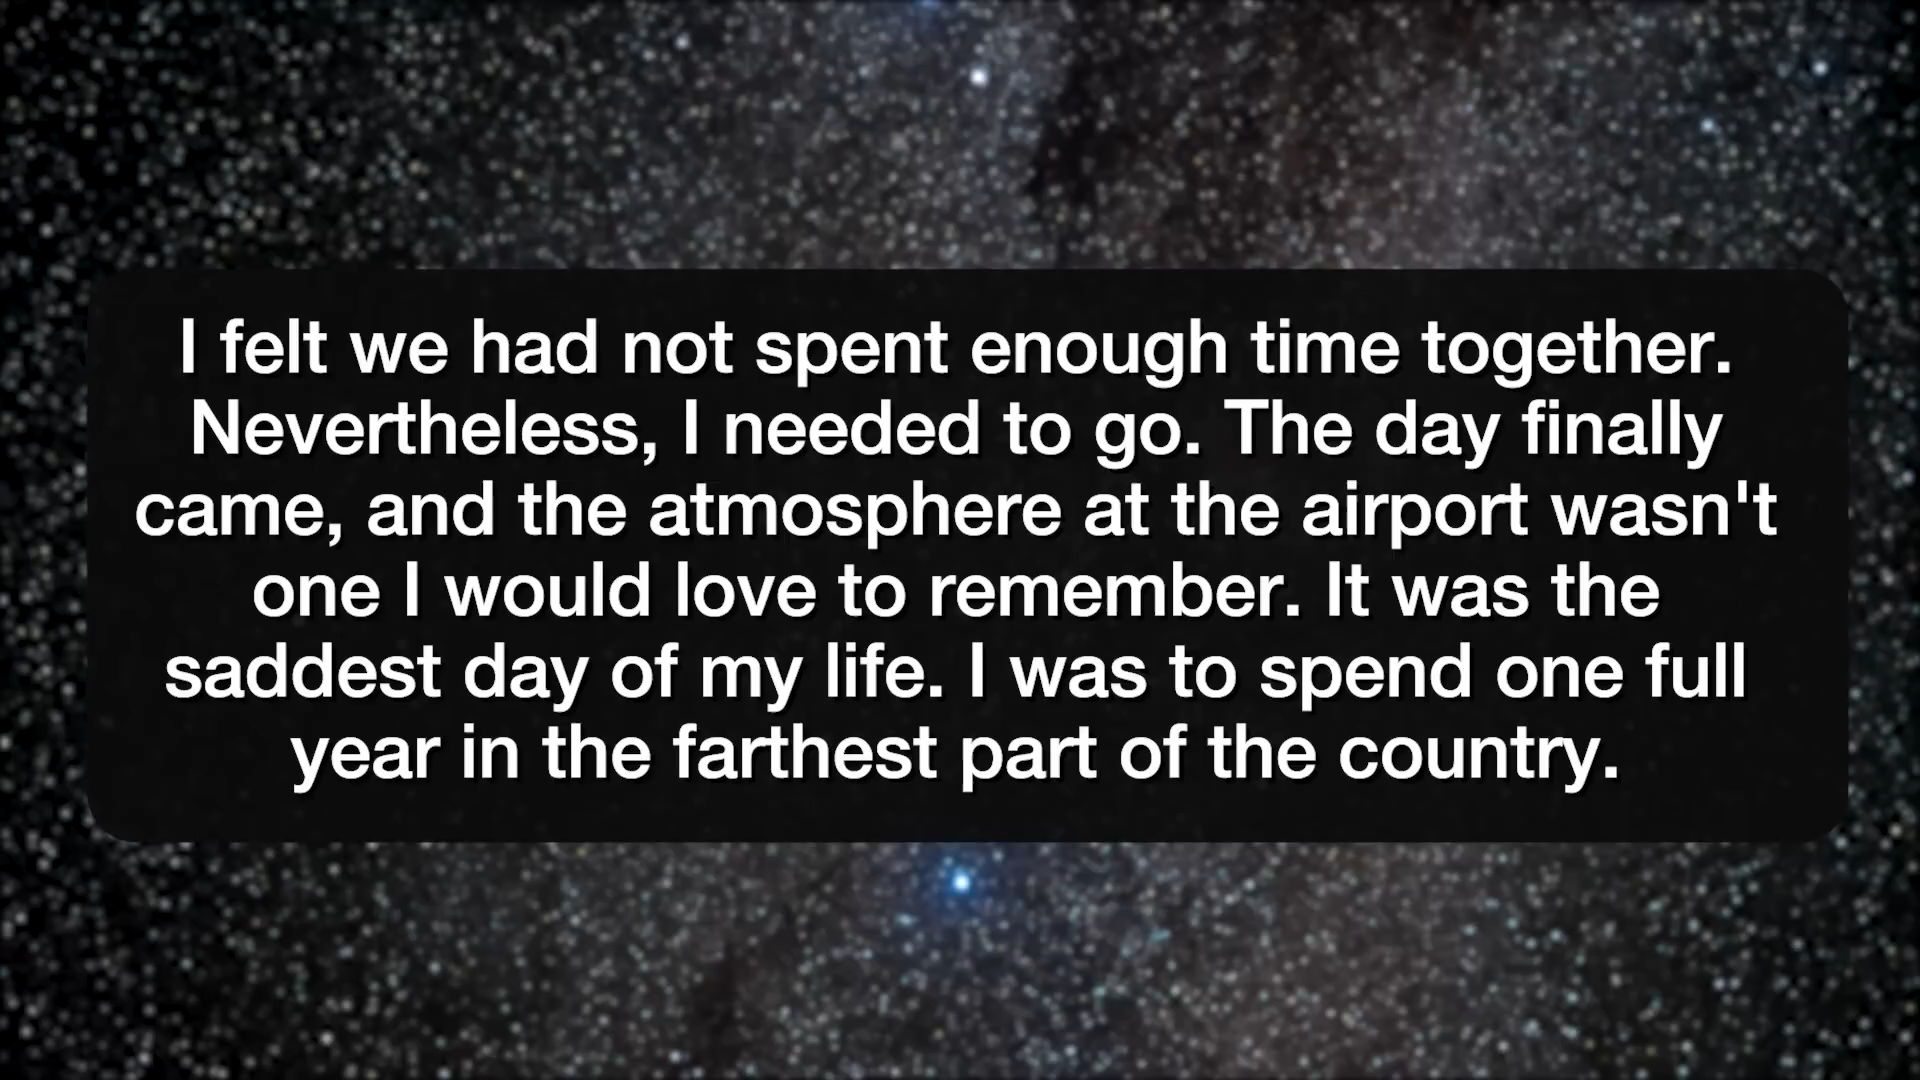 I felt we had not spent enough time together.
Nevertheless, I needed to go. The day finally
came, and the atmosphere at the airport wasn't
one I would love to remember. It was the
saddest day of my life. I was to spend one full
year in the farthest part of the country.